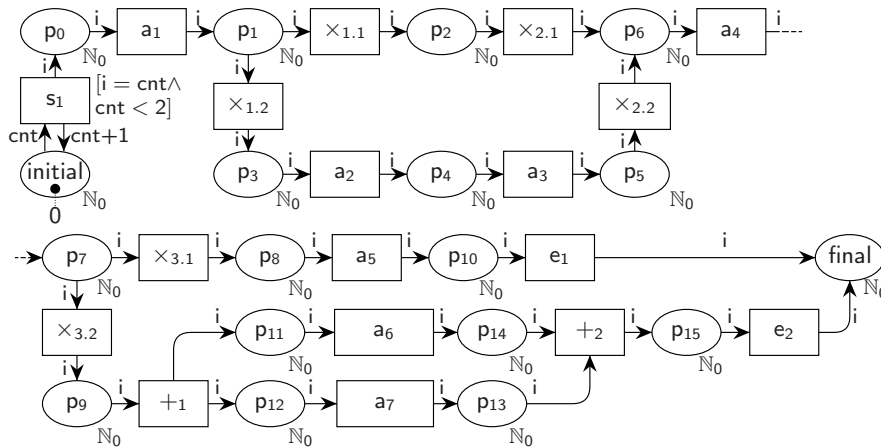 i i i i i i i i
p₀ a₁ p₁ ×₁.₁ p₂ ×₂.₁ p₆ a₄
ℕ₀ ℕ₀ ℕ₀ ℕ₀
i i i
s₁ [i = cnt∧ cnt < 2] ×₁.₂ ×₂.₂
cnt cnt+1 i i i i i i
initial p₃ a₂ p₄ a₃ p₅
ℕ₀ ℕ₀ ℕ₀ ℕ₀
0
i i i i i i i
p₇ ×₃.₁ p₈ a₅ p₁₀ e₁ final
ℕ₀ ℕ₀ ℕ₀ ℕ₀
i i i i i i i i i
×₃.₂ p₁₁ a₆ p₁₄ +₂ p₁₅ e₂
ℕ₀ ℕ₀ ℕ₀
i i i i i i
p₉ +₁ p₁₂ a₇ p₁₃
ℕ₀ ℕ₀ ℕ₀